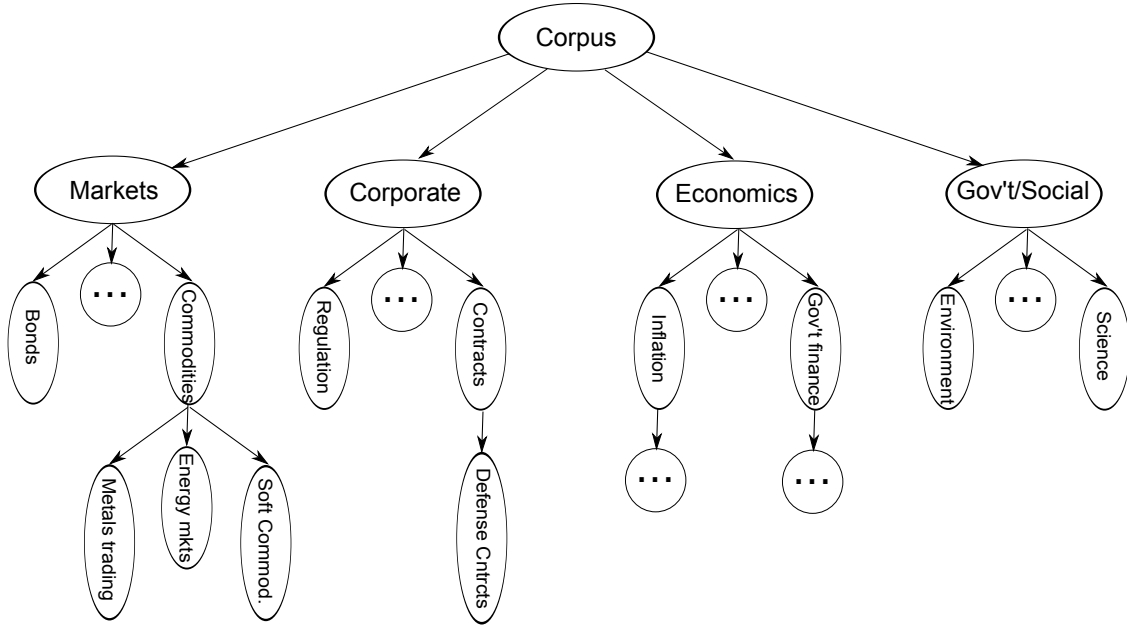 Corpus
Markets
Corporate
Economics
Gov't/Social
Bonds
...
Commodities
Regulation
...
Contracts
Inflation
...
Gov't finance
Environment
...
Science
Metals trading
Energy mkts
Soft Commod.
Defense Cntrcts
...
...